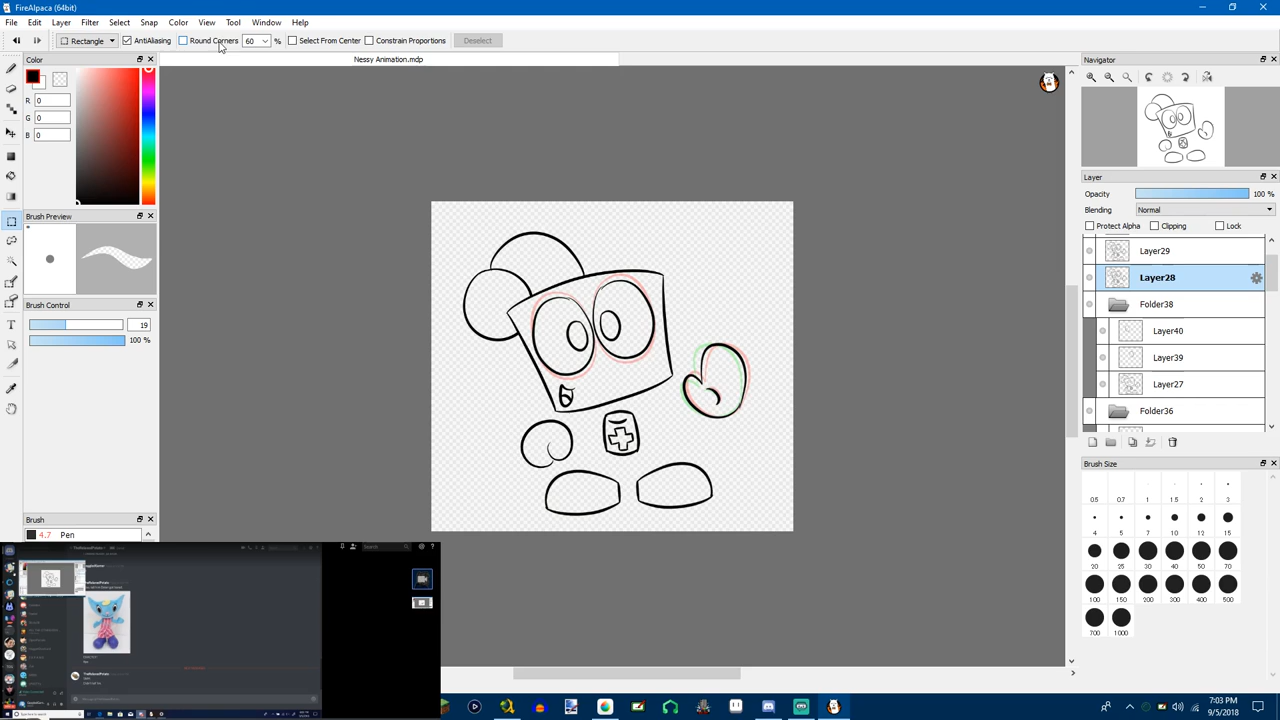 FireAlpaca (64bit)
File Edit Layer Filter Select Snap Color View Tool Window Help
Rectangle AntiAliasing Round Corners 60 % Select From Center Constrain Proportions Deselect
Color
Nessy Animation.mdp
Navigator
R 0
G 0
B 0
Layer
Opacity 100 %
Blending Normal
Brush Preview
Protect Alpha Clipping Lock
Layer29
Layer28
Folder38
Brush Control
19
100 %
Layer40
Layer39
Layer27
Folder36
Brush Size
0.5 0.7 1 1.5 2 3
4 5 7 10 12 15
20 30 40 50 60 70
100 150 200 300 400 500
700 1000
Brush
4.7 Pen
Search
7:03 PM
9/5/2018